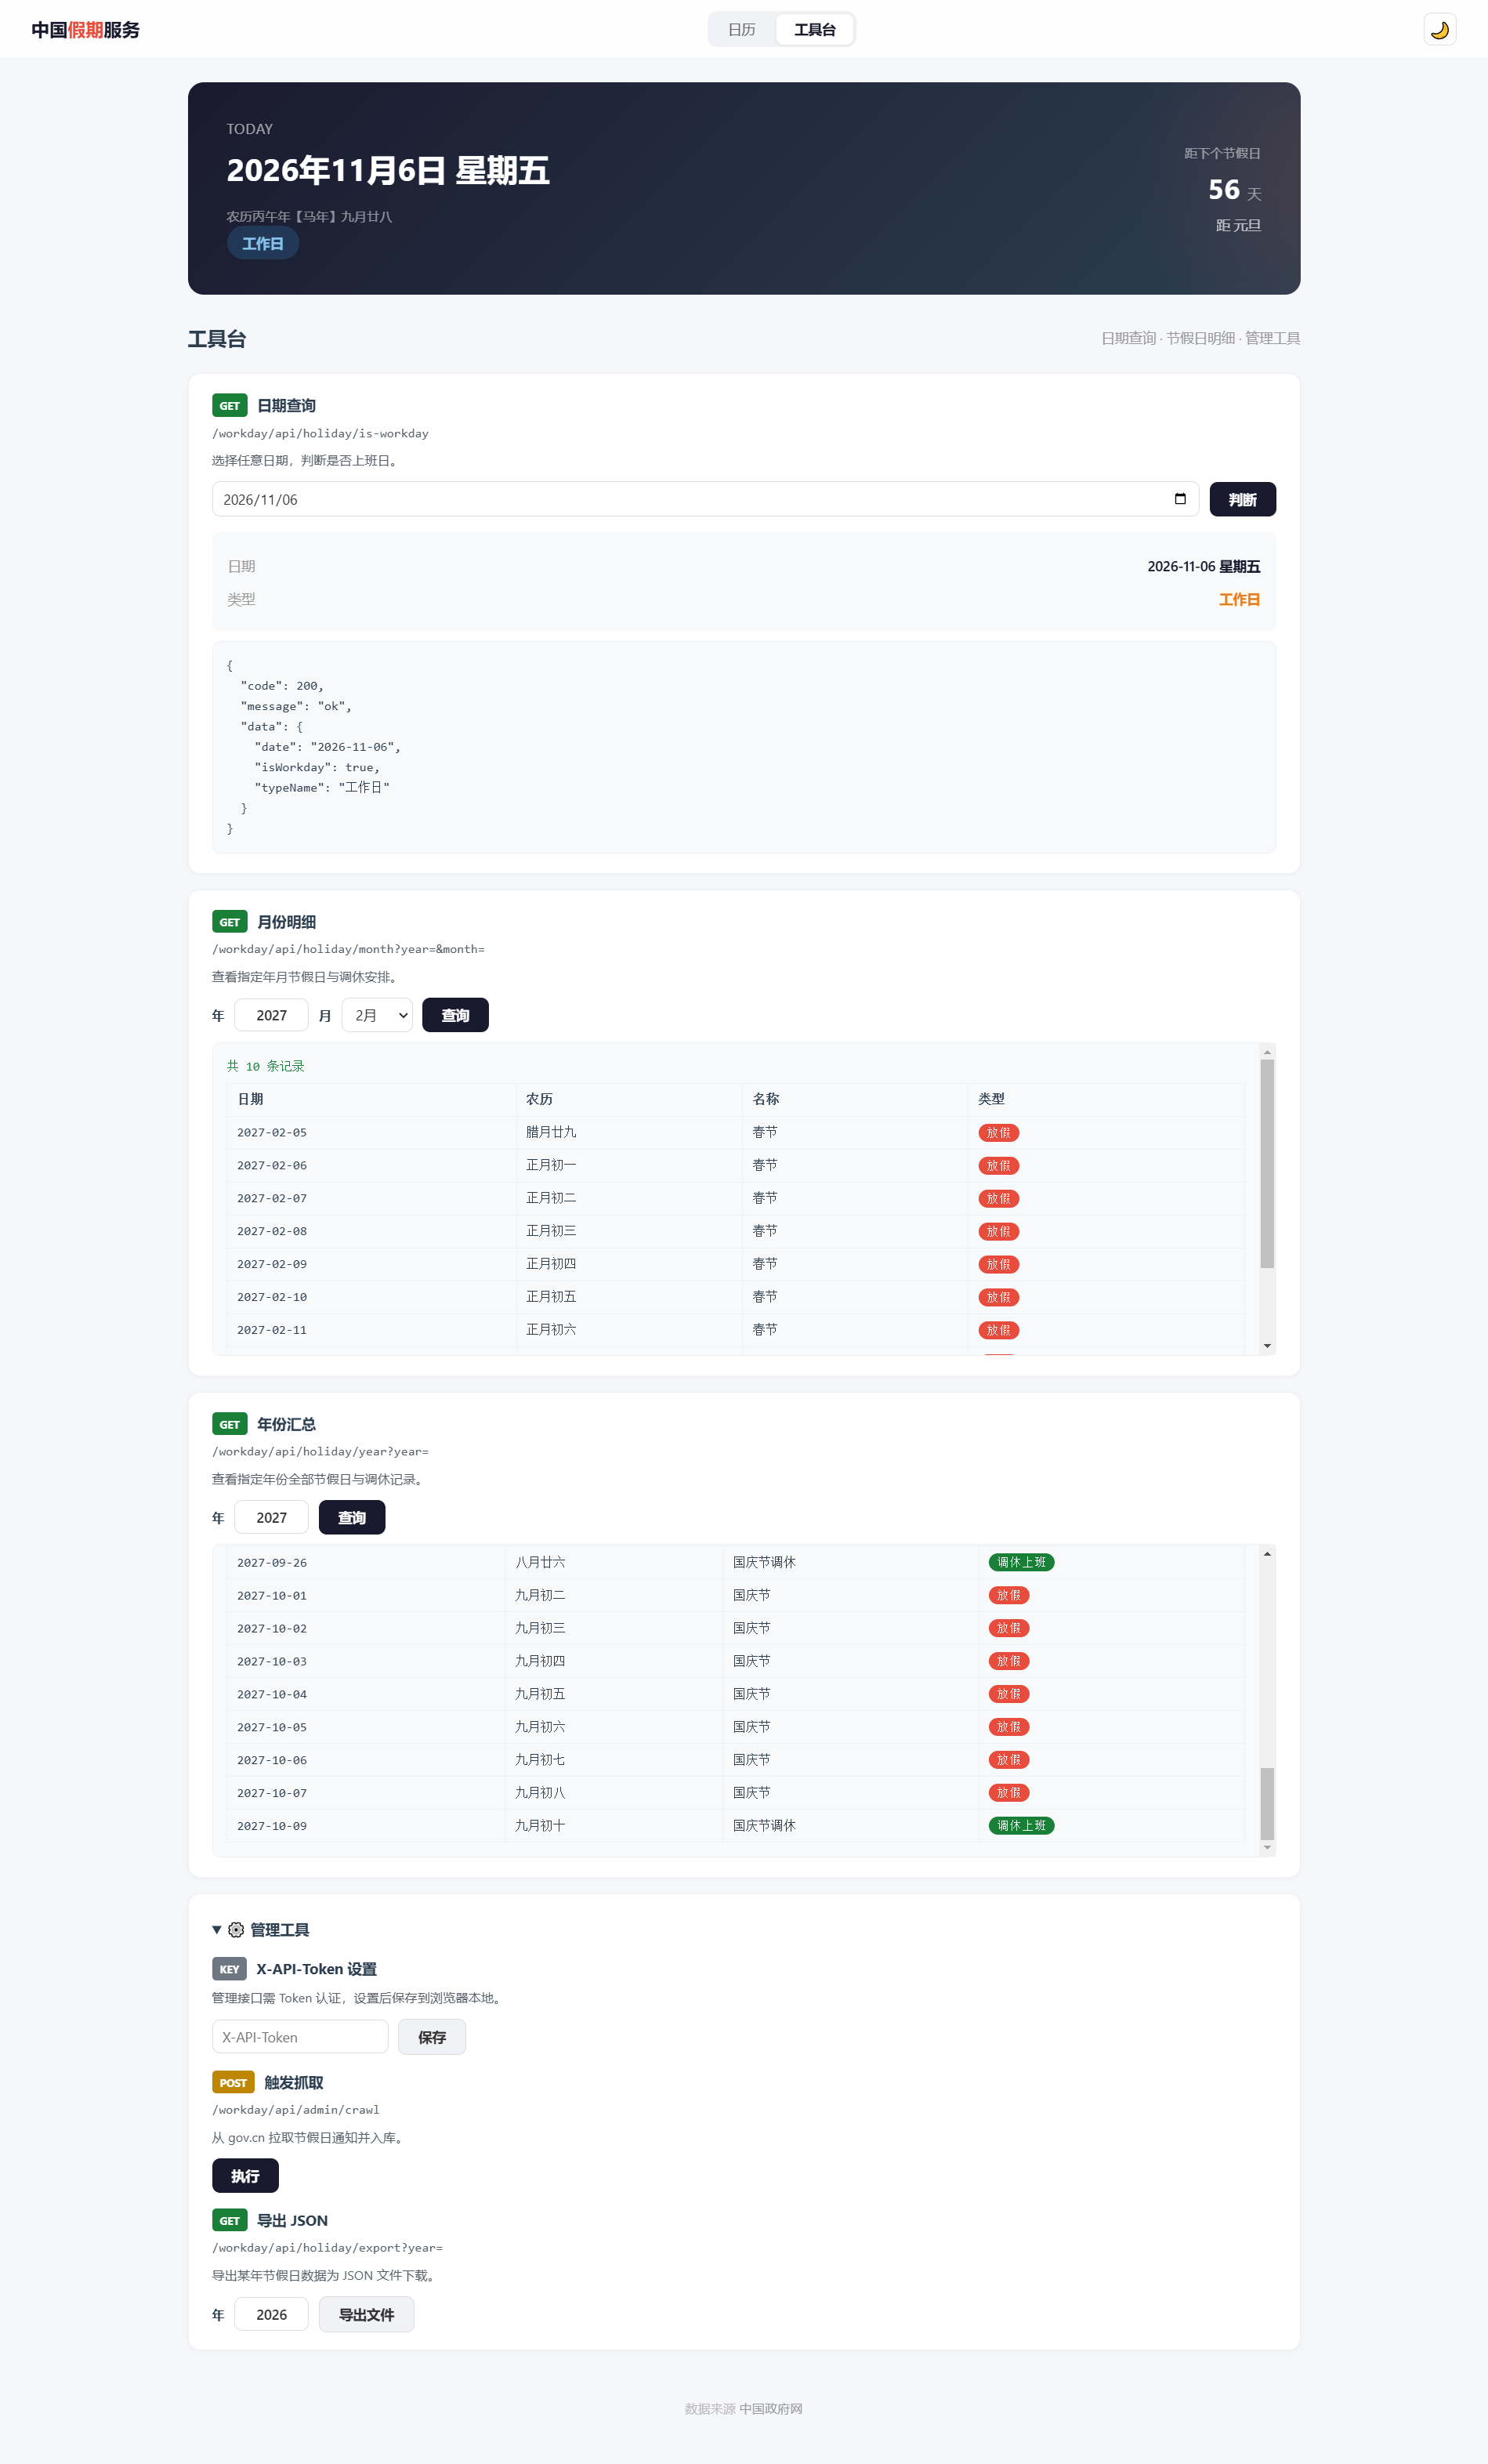 中国假期服务
日历
工具台
TODAY
2026年11月6日 星期五
农历丙午年【马年】九月廿八
工作日
距下个节假日
56 天
距 元旦
工具台
日期查询 · 节假日明细 · 管理工具
GET 日期查询
/workday/api/holiday/is-workday
选择任意日期，判断是否上班日。
2026/11/06 判断
日期 2026-11-06 星期五
类型 工作日
{
"code": 200,
"message": "ok",
"data": {
"date": "2026-11-06",
"isWorkday": true,
"typeName": "工作日"
}
}
GET 月份明细
/workday/api/holiday/month?year=&month=
查看指定年月节假日与调休安排。
年 2027 月 2月 查询
共 10 条记录
日期 农历 名称 类型
2027-02-05 腊月廿九 春节 放假
2027-02-06 正月初一 春节 放假
2027-02-07 正月初二 春节 放假
2027-02-08 正月初三 春节 放假
2027-02-09 正月初四 春节 放假
2027-02-10 正月初五 春节 放假
2027-02-11 正月初六 春节 放假
GET 年份汇总
/workday/api/holiday/year?year=
查看指定年份全部节假日与调休记录。
年 2027 查询
2027-09-26 八月廿六 国庆节调休 调休上班
2027-10-01 九月初二 国庆节 放假
2027-10-02 九月初三 国庆节 放假
2027-10-03 九月初四 国庆节 放假
2027-10-04 九月初五 国庆节 放假
2027-10-05 九月初六 国庆节 放假
2027-10-06 九月初七 国庆节 放假
2027-10-07 九月初八 国庆节 放假
2027-10-09 九月初十 国庆节调休 调休上班
管理工具
KEY X-API-Token 设置
管理接口需 Token 认证，设置后保存到浏览器本地。
X-API-Token 保存
POST 触发抓取
/workday/api/admin/crawl
从 gov.cn 拉取节假日通知并入库。
执行
GET 导出 JSON
/workday/api/holiday/export?year=
导出某年节假日数据为 JSON 文件下载。
年 2026 导出文件
数据来源 中国政府网